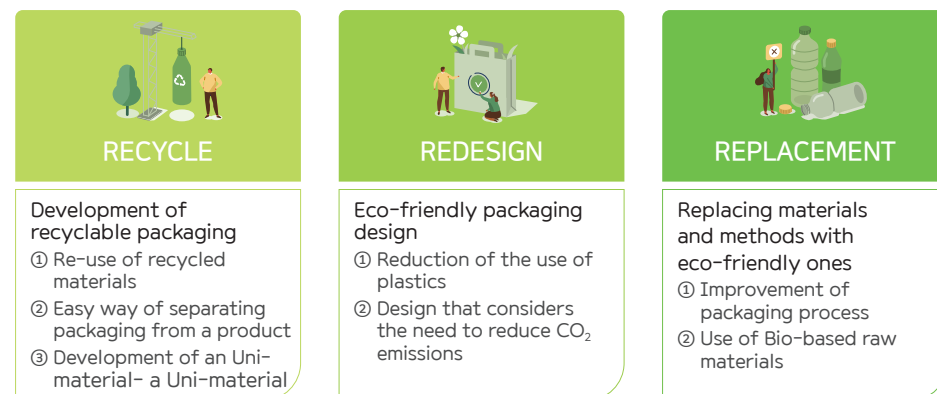 RECYCLE
Development of
recyclable packaging
① Re-use of recycled
materials
② Easy way of separating
packaging from a product
③ Development of an Uni-
material- a Uni-material
REDESIGN
Eco-friendly packaging
design
① Reduction of the use of
plastics
② Design that considers
the need to reduce CO₂
emissions
REPLACEMENT
Replacing materials
and methods with
eco-friendly ones
① Improvement of
packaging process
② Use of Bio-based raw
materials